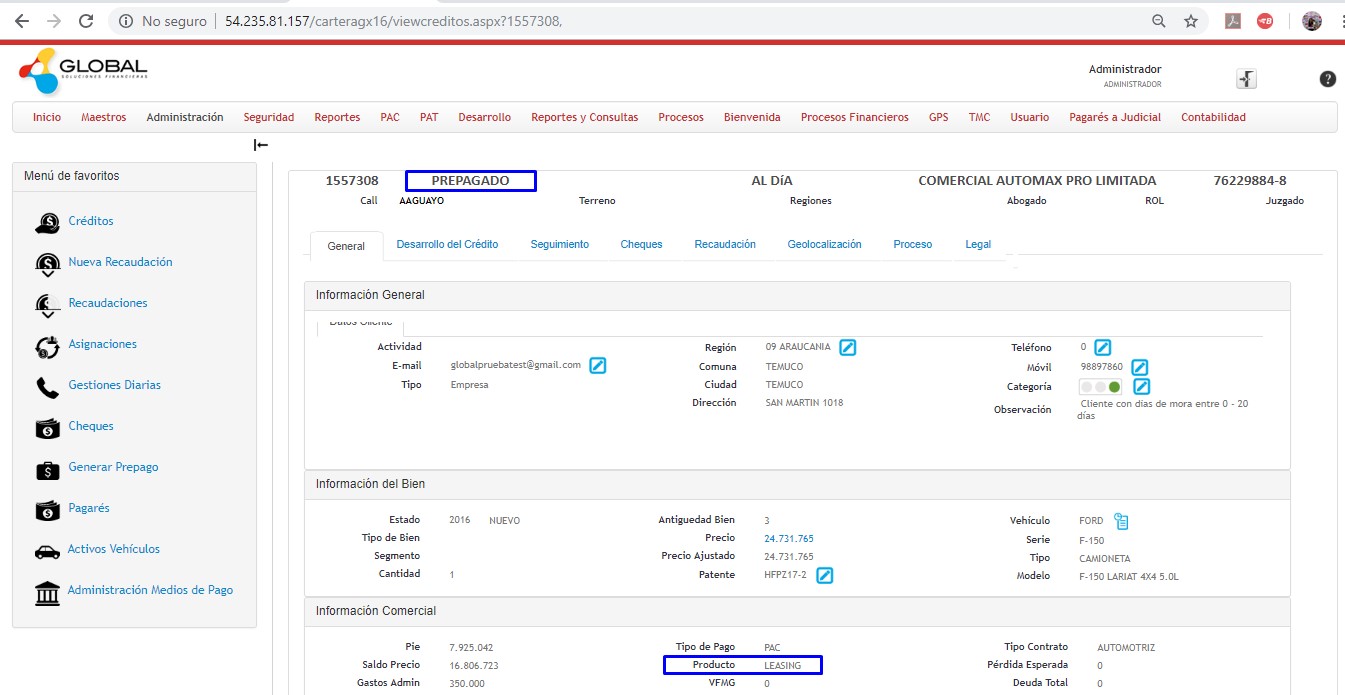 No seguro 54.235.81.157/carteragx16/viewcreditos.aspx?1557308,
GLOBAL
SOLUCIONES FINANCIERAS
Administrador
ADMINISTRADOR
Inicio Maestros Administración Seguridad Reportes PAC PAT Desarrollo Reportes y Consultas Procesos Bienvenida Procesos Financieros GPS TMC Usuario Pagarés a Judicial Contabilidad
Menú de favoritos
Créditos
Nueva Recaudación
Recaudaciones
Asignaciones
Gestiones Diarias
Cheques
Generar Prepago
Pagarés
Activos Vehículos
Administración Medios de Pago
1557308 PREPAGADO AL DíA COMERCIAL AUTOMAX PRO LIMITADA 76229884-8
Call AAGUAYO Terreno Regiones Abogado ROL Juzgado
General Desarrollo del Crédito Seguimiento Cheques Recaudación Geolocalización Proceso Legal
Información General
Datos Cliente
Actividad Región 09 ARAUCANIA Teléfono 0
E-mail globalpruebatest@gmail.com Comuna TEMUCO Móvil 98897860
Tipo Empresa Ciudad TEMUCO Categoría
Dirección SAN MARTIN 1018 Observación Cliente con dias de mora entre 0 - 20
días
Información del Bien
Estado 2016 NUEVO Antiguedad Bien 3 Vehículo FORD
Tipo de Bien Precio 24.731.765 Serie F-150
Segmento Precio Ajustado 24.731.765 Tipo CAMIONETA
Cantidad 1 Patente HFPZ17-2 Modelo F-150 LARIAT 4X4 5.0L
Información Comercial
Pie 7.925.042 Tipo de Pago PAC Tipo Contrato AUTOMOTRIZ
Saldo Precio 16.806.723 Producto LEASING Pérdida Esperada 0
Gastos Admin 350.000 VFMG 0 Deuda Total 0